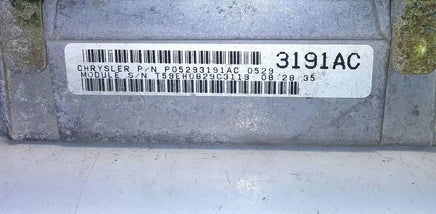 3191AC
CHRYSLER P/N P05293191AC 0529
MODULE S/N T59EW0829C3119 08 28 35